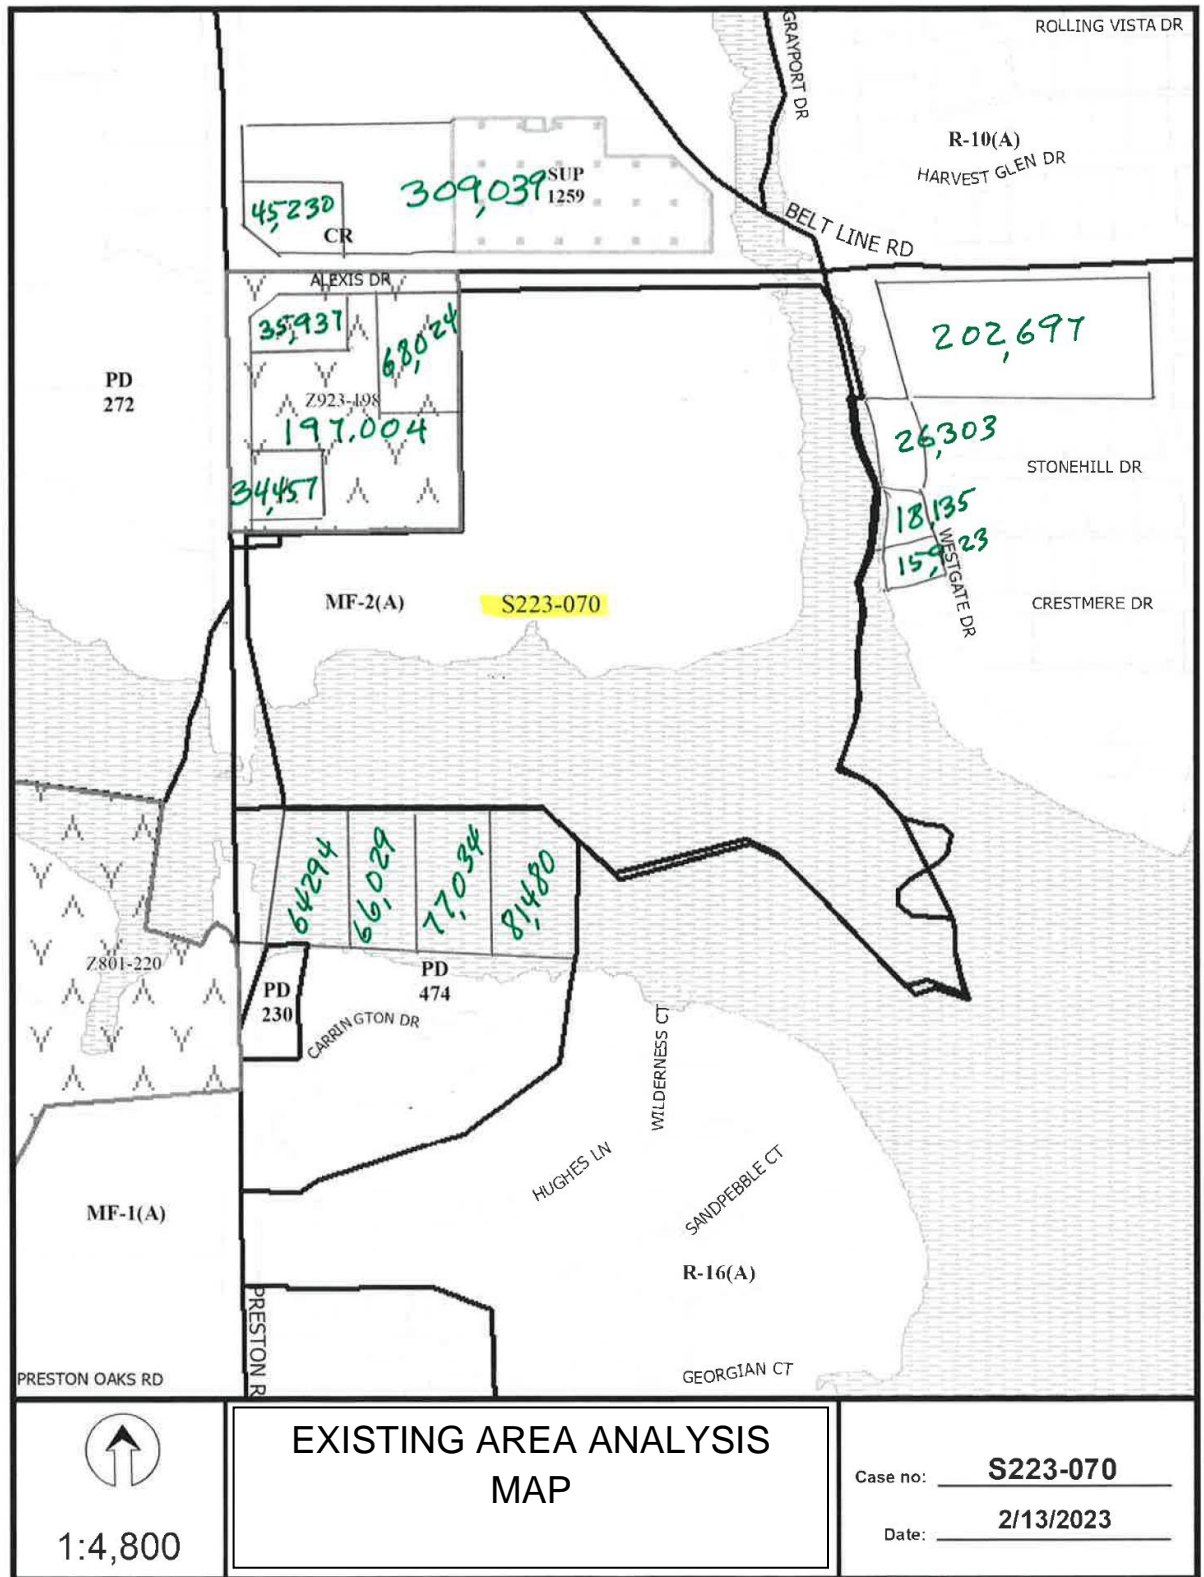 ROLLING VISTA DR
GRAYPORT DR
R-10(A)
HARVEST GLEN DR
309,039
SUP
1259
45,230
CR
BELT LINE RD
ALEXIS DR
35,937
68,024
202,697
PD
272
Z923-198
197,004
26,303
STONEHILL DR
34,457
18,135
WESTGATE DR
15,923
MF-2(A)
S223-070
CRESTMERE DR
64294
66,029
77,034
81,480
Z801-220
PD
230
PD
474
CARRINGTON DR
WILDERNESS CT
HUGHES LN
SANDPEBBLE CT
MF-1(A)
R-16(A)
PRESTON R
PRESTON OAKS RD
GEORGIAN CT
1:4,800
EXISTING AREA ANALYSIS
MAP
Case no: S223-070
Date: 2/13/2023